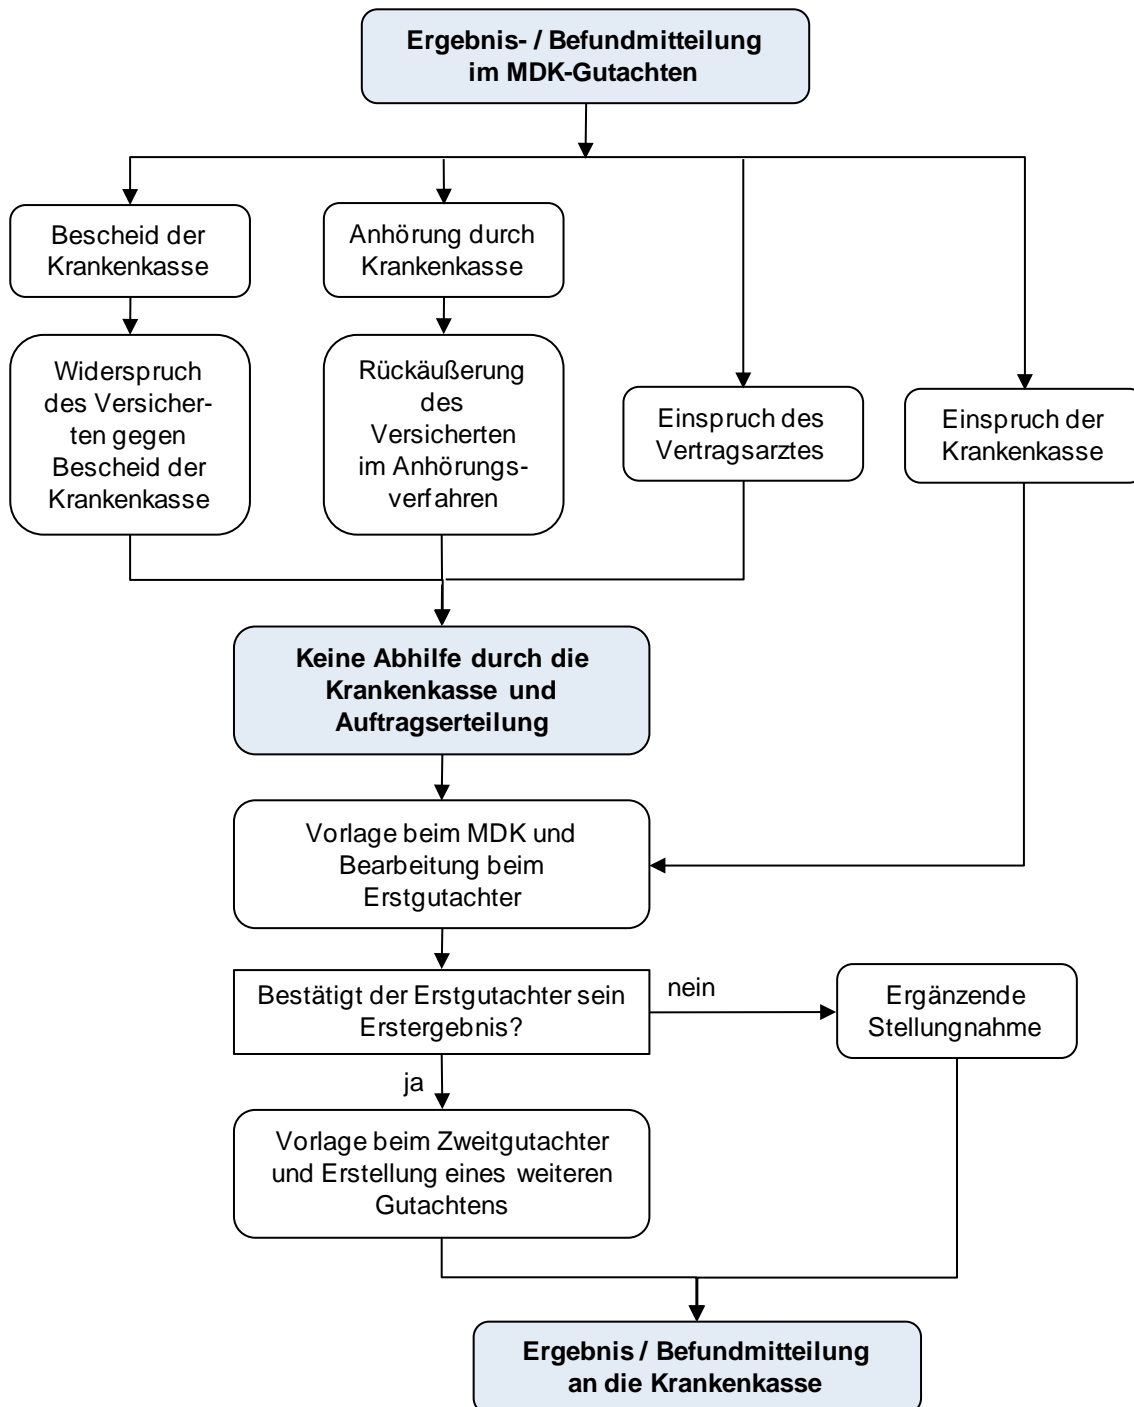 Ergebnis- / Befundmitteilung
im MDK-Gutachten
Bescheid der
Krankenkasse
Anhörung durch
Krankenkasse
Widerspruch
des Versicher-
ten gegen
Bescheid der
Krankenkasse
Rückäußerung
des
Versicherten
im Anhörungs-
verfahren
Einspruch des
Vertragsarztes
Einspruch der
Krankenkasse
Keine Abhilfe durch die
Krankenkasse und
Auftragserteilung
Vorlage beim MDK und
Bearbeitung beim
Erstgutachter
Bestätigt der Erstgutachter sein
Erstergebnis?
nein
Ergänzende
Stellungnahme
ja
Vorlage beim Zweitgutachter
und Erstellung eines weiteren
Gutachtens
Ergebnis / Befundmitteilung
an die Krankenkasse